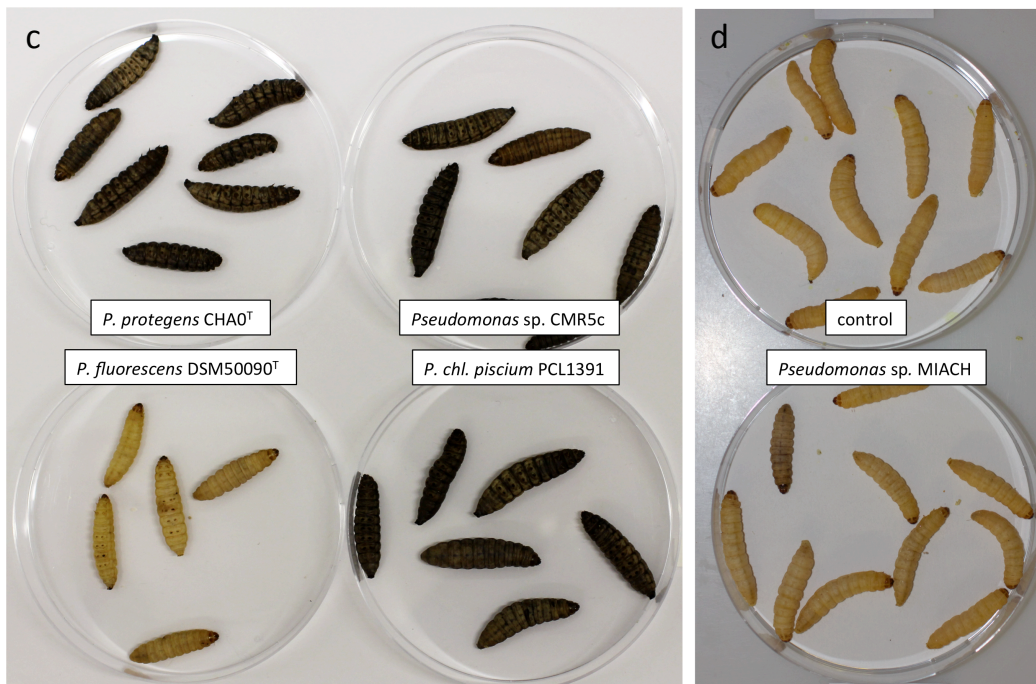 c
d
P. protegens CHA0ᵀ
Pseudomonas sp. CMR5c
control
P. fluorescens DSM50090ᵀ
P. chl. piscium PCL1391
Pseudomonas sp. MIACH